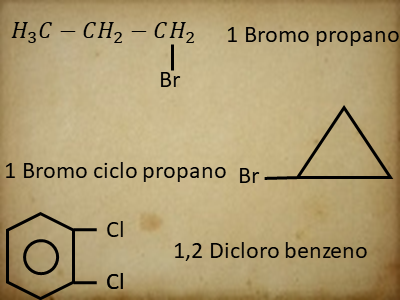 H₃C − CH₂ − CH₂ 1 Bromo propano
Br
1 Bromo ciclo propano Br
Cl
1,2 Dicloro benzeno
Cl